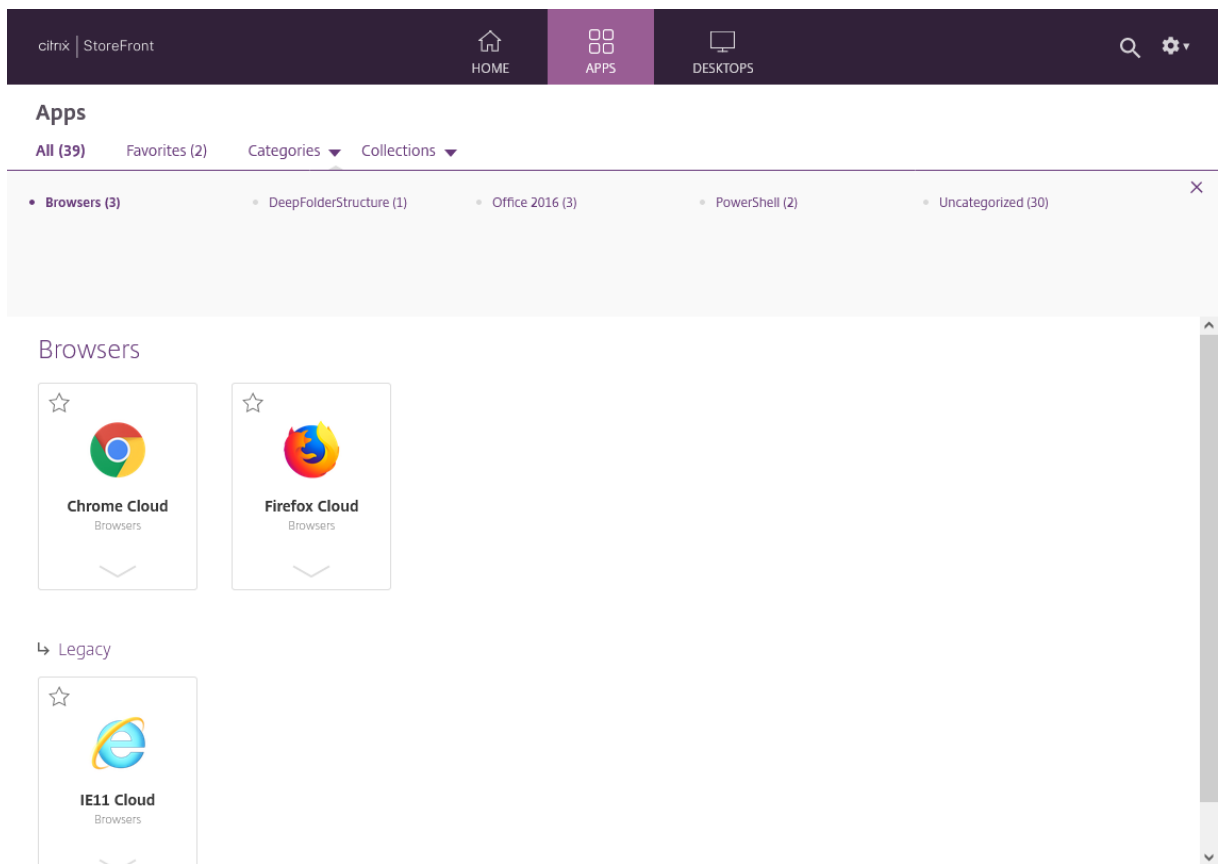 citrix | StoreFront
HOME
APPS
DESKTOPS
Apps
All (39) Favorites (2) Categories Collections
Browsers (3) DeepFolderStructure (1) Office 2016 (3) PowerShell (2) Uncategorized (30)
Browsers
Chrome Cloud
Browsers
Firefox Cloud
Browsers
Legacy
IE11 Cloud
Browsers